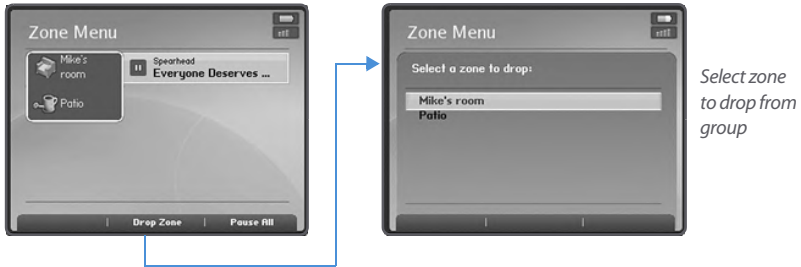 Zone Menu
Mike's
room
Patio
Spearhead
Everyone Deserves ...
Drop Zone | Pause All
Zone Menu
Select a zone to drop:
Mike's room
Patio
Select zone
to drop from
group